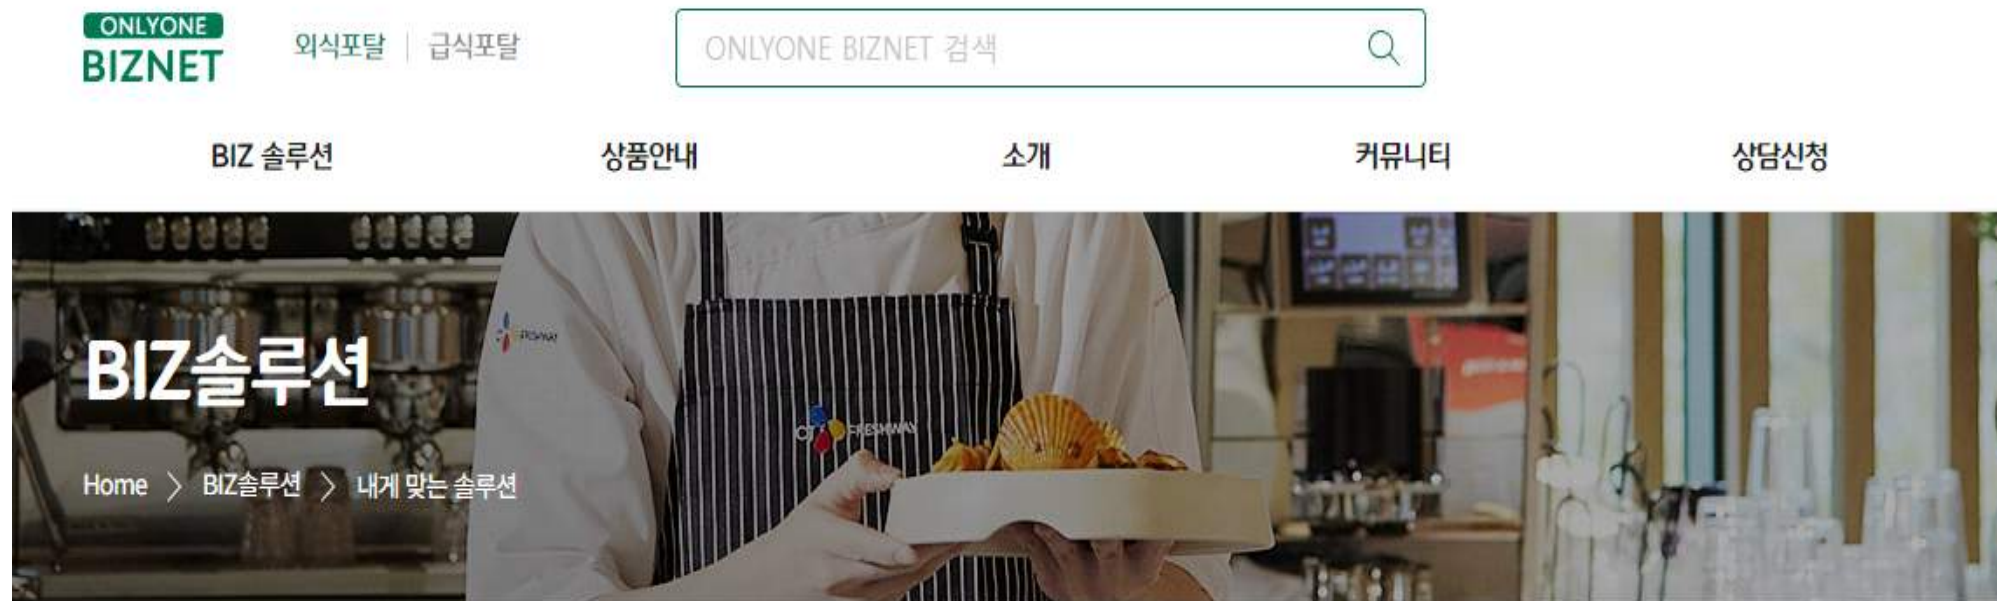 ONLYONE
BIZNET
외식포탈 | 급식포탈
ONLYONE BIZNET 검색
BIZ 솔루션 상품안내 소개 커뮤니티 상담신청
BIZ솔루션
CJ FRESHWAY
Home > BIZ솔루션 > 내게 맞는 솔루션